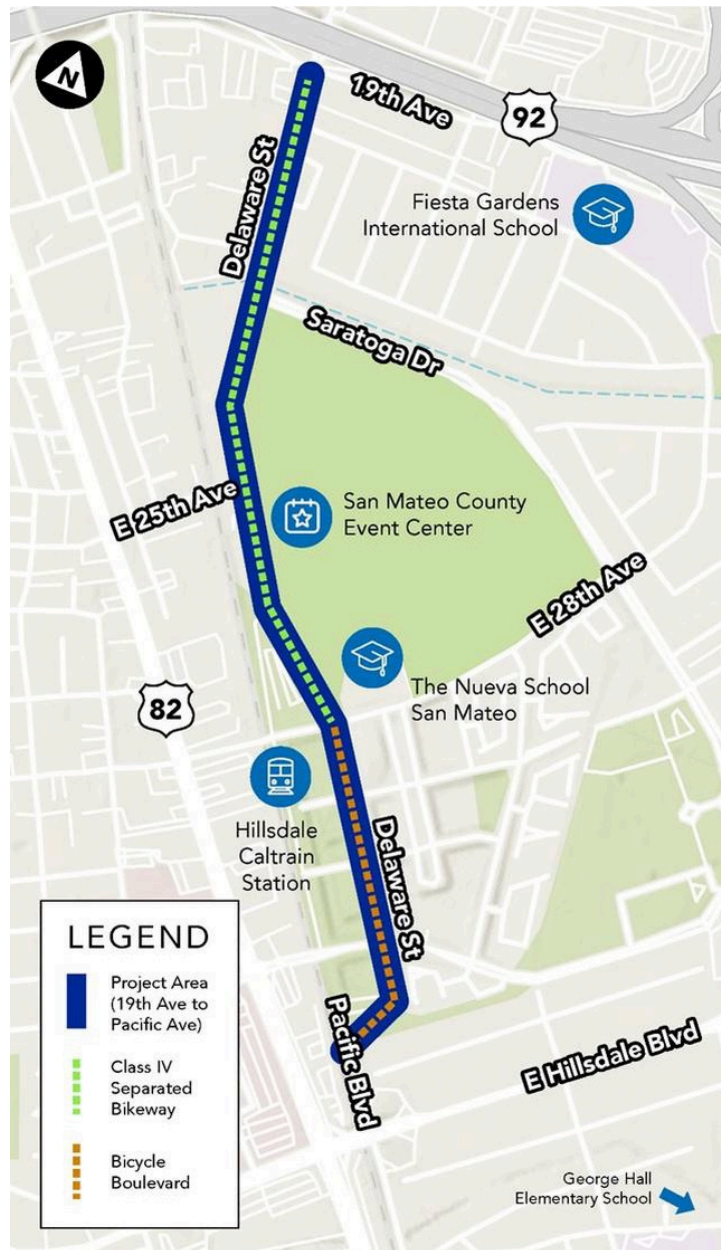 N
19th Ave
92
Delaware St
Fiesta Gardens
International School
Saratoga Dr
E 25th Ave
San Mateo County
Event Center
E 28th Ave
The Nueva School
San Mateo
82
Hillsdale
Caltrain
Station
Delaware St
LEGEND
Project Area
(19th Ave to
Pacific Ave)
Class IV
Separated
Bikeway
Bicycle
Boulevard
Pacific Blvd
E Hillsdale Blvd
George Hall
Elementary School